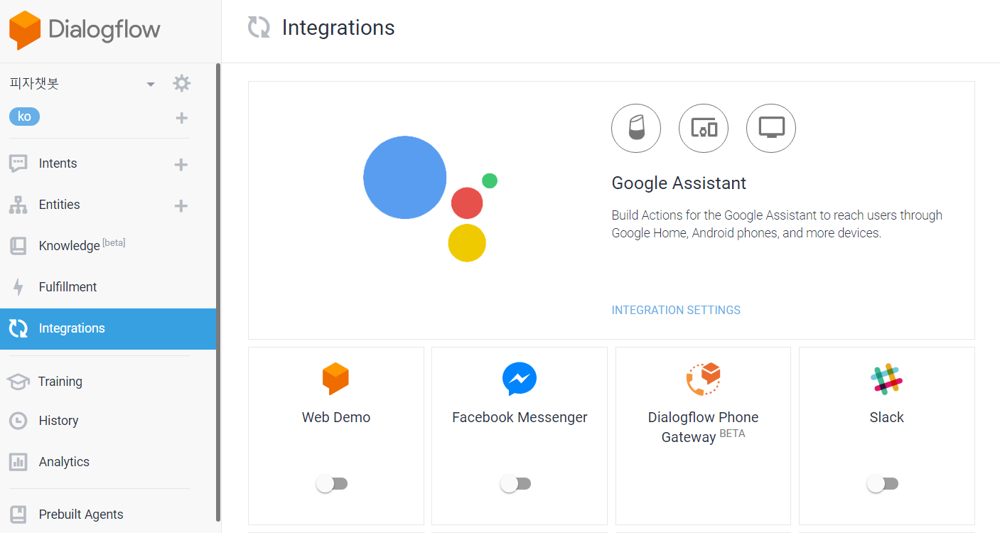 Dialogflow
피자챗봇
ko
Intents
Entities
Knowledge [beta]
Fulfillment
Integrations
Training
History
Analytics
Prebuilt Agents
Integrations
Google Assistant
Build Actions for the Google Assistant to reach users through
Google Home, Android phones, and more devices.
INTEGRATION SETTINGS
Web Demo
Facebook Messenger
Dialogflow Phone
Gateway BETA
Slack